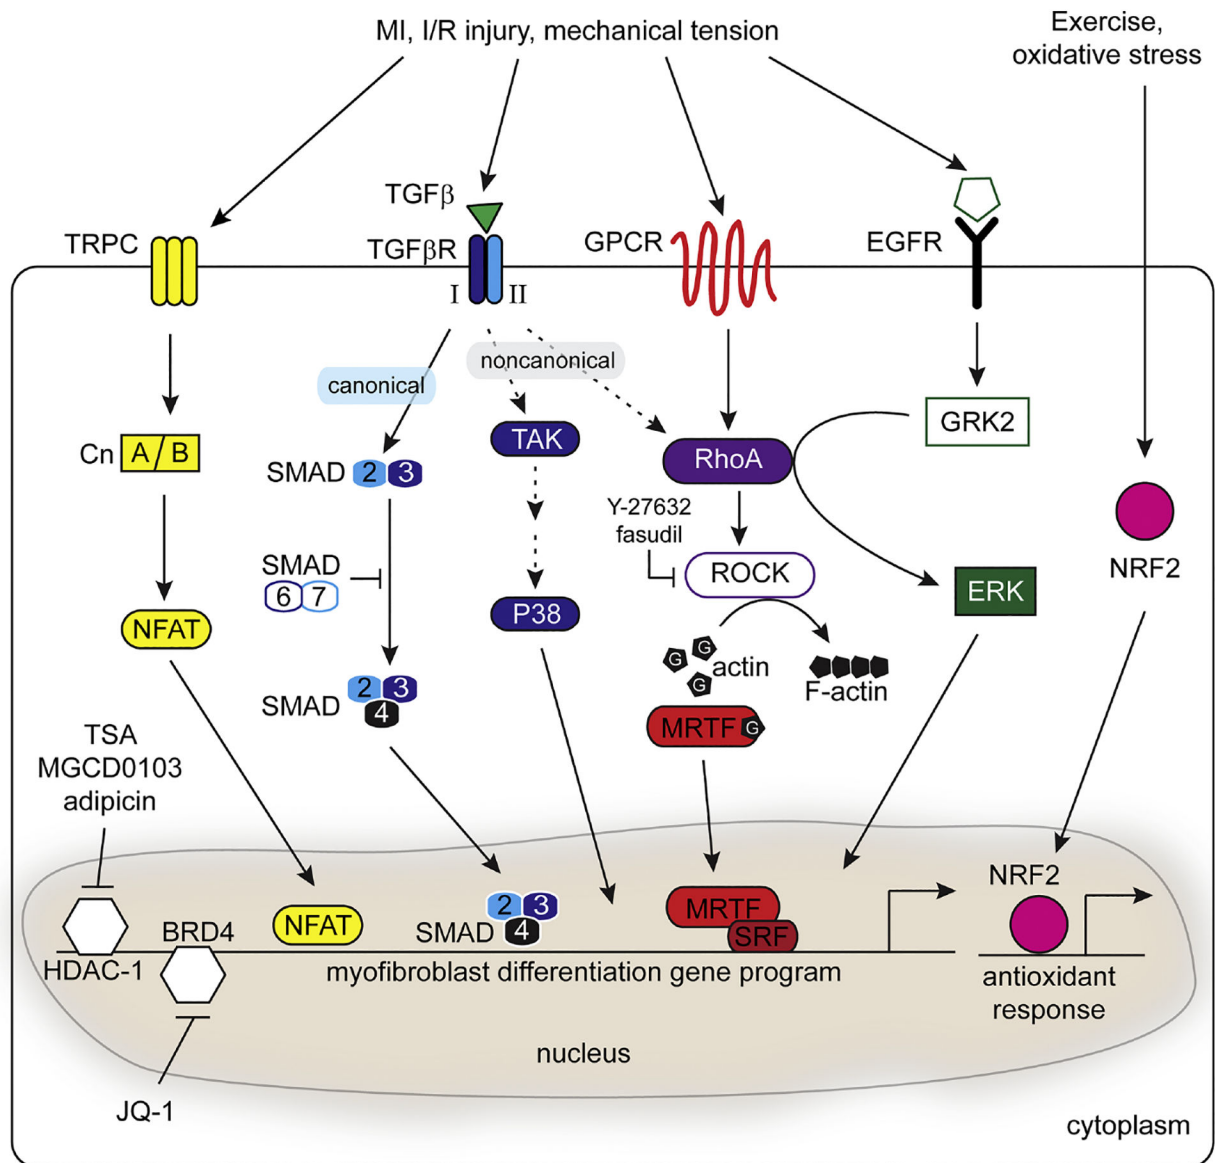 MI, I/R injury, mechanical tension
Exercise,
oxidative stress
TGFβ
TRPC
TGFβR
I
II
GPCR
EGFR
canonical
noncanonical
GRK2
Cn A/B
SMAD 2 3
TAK
RhoA
Y-27632
fasudil
NRF2
SMAD
6 7
ROCK
ERK
NFAT
P38
G
G
G
actin
F-actin
SMAD 2 3
4
MRTF G
TSA
MGCD0103
adipicin
NRF2
BRD4
NFAT
SMAD 2 3
4
MRTF
SRF
HDAC-1
myofibroblast differentiation gene program
antioxidant
response
nucleus
JQ-1
cytoplasm